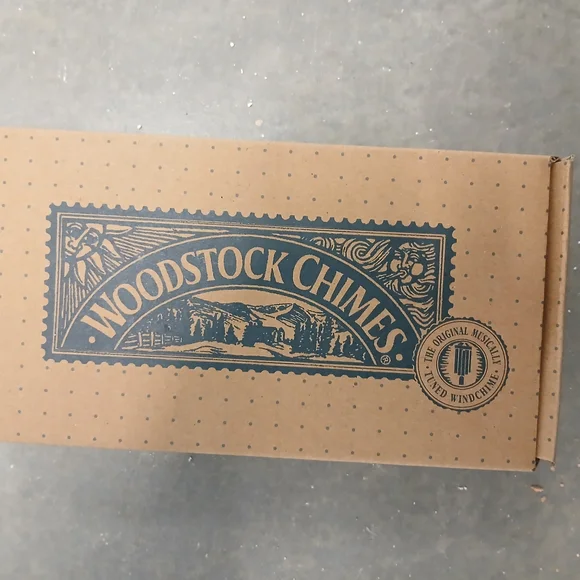 WOODSTOCK CHIMES
®
THE ORIGINAL MUSICALLY
TUNED WINDCHIME